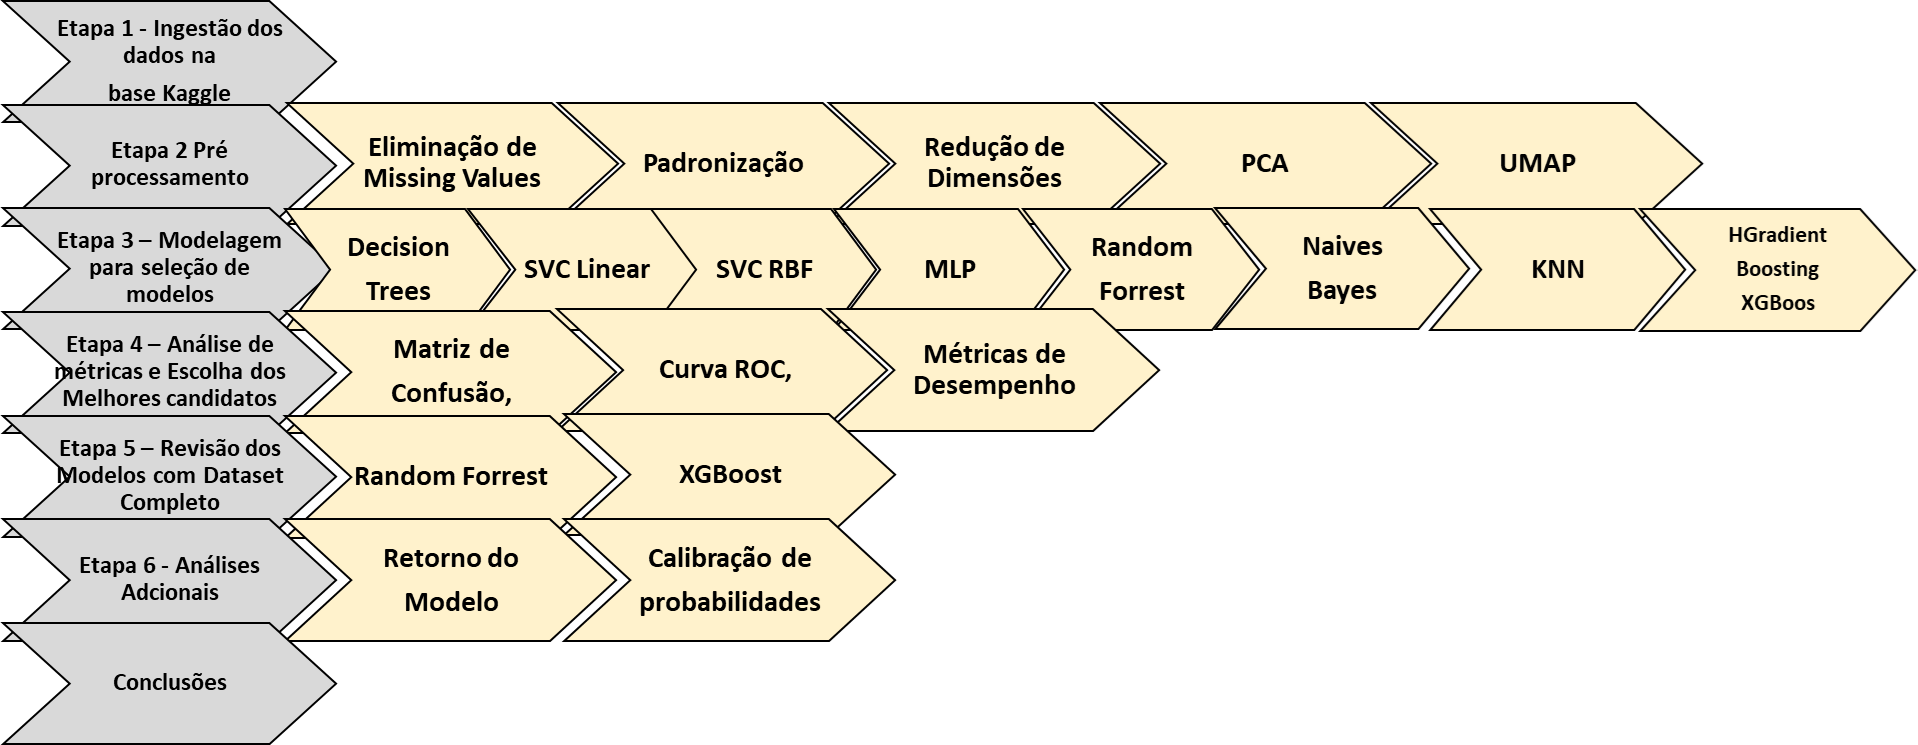 Etapa 1 - Ingestão dos
dados na
base Kaggle
Etapa 2 Pré
processamento
Eliminação de
Missing Values
Padronização
Redução de
Dimensões
PCA
UMAP
Etapa 3 – Modelagem
para seleção de
modelos
Decision
Trees
SVC Linear
SVC RBF
MLP
Random
Forrest
Naives
Bayes
KNN
HGradient
Boosting
XGBoos
Etapa 4 – Análise de
métricas e Escolha dos
Melhores candidatos
Matriz de
Confusão,
Curva ROC,
Métricas de
Desempenho
Etapa 5 – Revisão dos
Modelos com Dataset
Completo
Random Forrest
XGBoost
Etapa 6 - Análises
Adcionais
Retorno do
Modelo
Calibração de
probabilidades
Conclusões